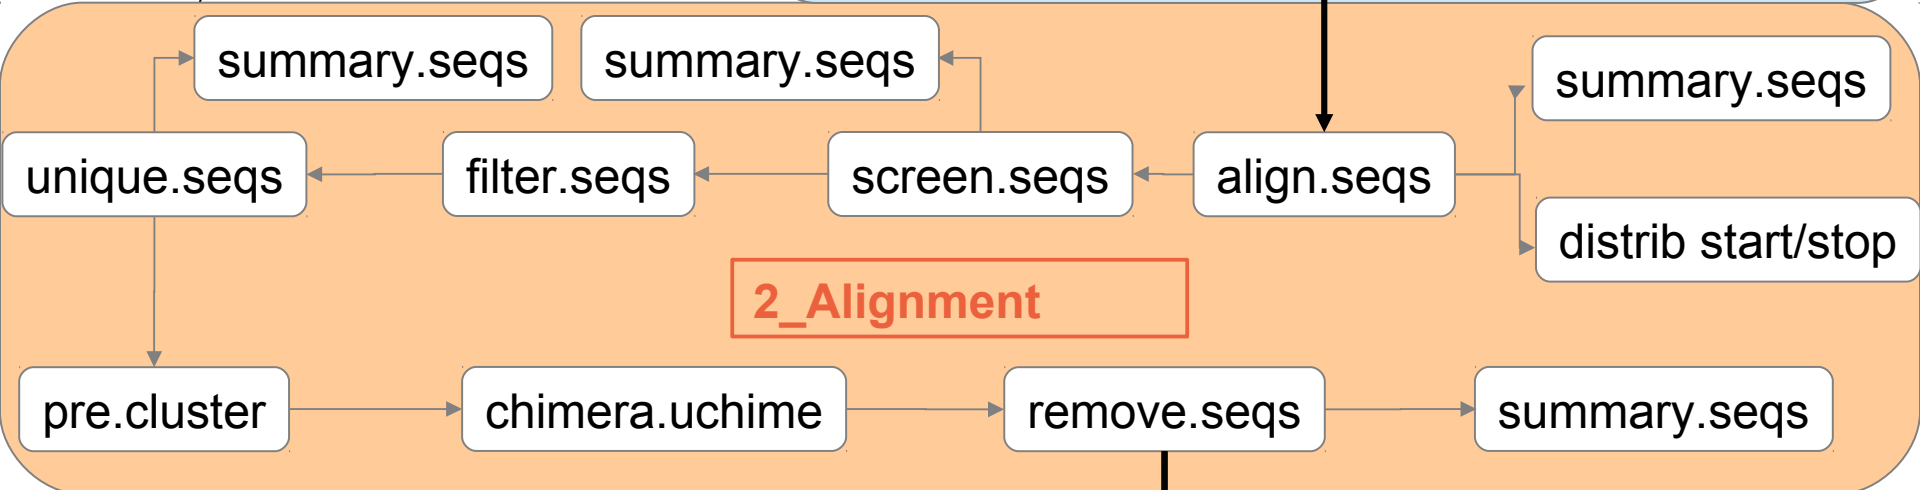 summary.seqs
summary.seqs
summary.seqs
unique.seqs
filter.seqs
screen.seqs
align.seqs
distrib start/stop
2_Alignment
pre.cluster
chimera.uchime
remove.seqs
summary.seqs